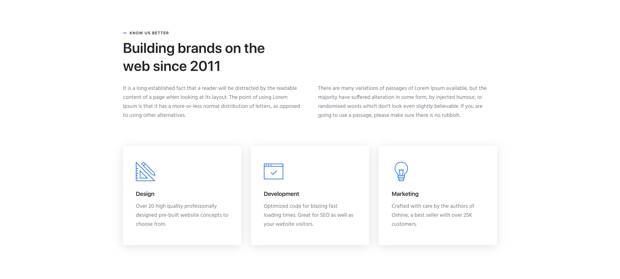 KNOW US BETTER
Building brands on the
web since 2011
It is a long established fact that a reader will be distracted by the readable
content of a page when looking at its layout. The point of using Lorem
Ipsum is that it has a more-or-less normal distribution of letters, as opposed
to using other alternatives.
There are many variations of passages of Lorem Ipsum available, but the
majority have suffered alteration in some form, by injected humour, or
randomised words which don't look even slightly believable. If you are
going to use a passage, please make sure there is no rubbish.
Design
Over 20 high quality professionally
designed pre-built website concepts to
choose from.
Development
Optimized code for blazing fast
loading times. Great for SEO as well as
your website visitors.
Marketing
Crafted with care by the authors of
Oshine, a best seller with over 25K
customers.